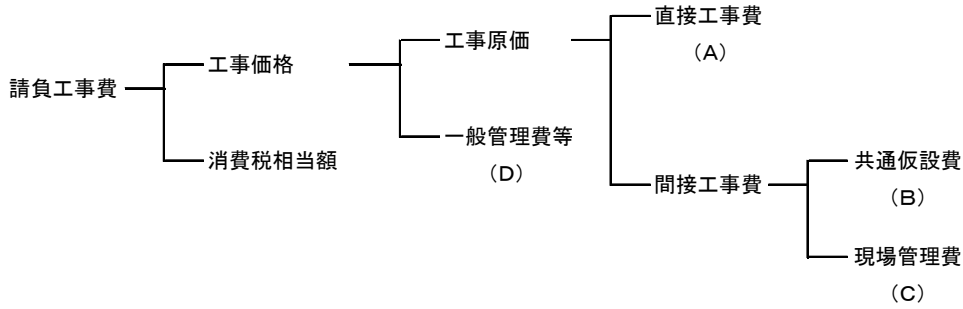 直接工事費
工事原価
（A）
工事価格
請負工事費
一般管理費等
消費税相当額
共通仮設費
（D）
間接工事費
（B）
現場管理費
（C）